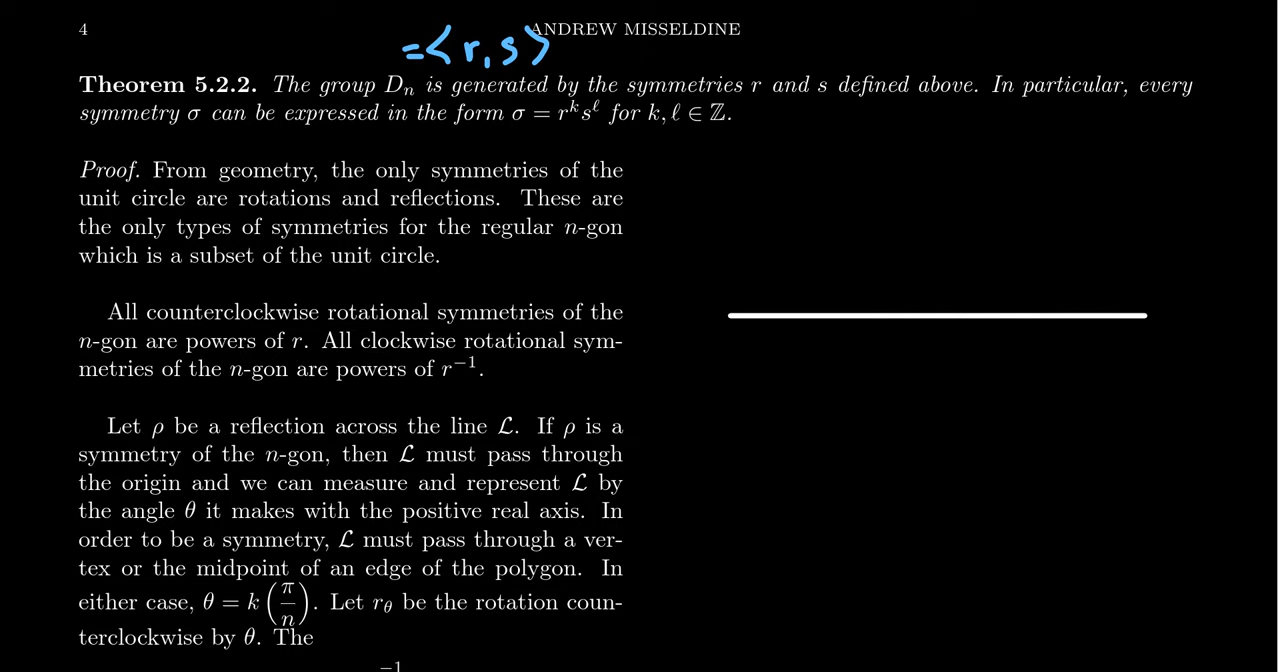 4 ANDREW MISSELDINE
=⟨r,s⟩
Theorem 5.2.2. The group Dₙ is generated by the symmetries r and s defined above. In particular, every
symmetry σ can be expressed in the form σ = rᵏsˡ for k, ℓ ∈ ℤ.
Proof. From geometry, the only symmetries of the
unit circle are rotations and reflections. These are
the only types of symmetries for the regular n-gon
which is a subset of the unit circle.
All counterclockwise rotational symmetries of the
n-gon are powers of r. All clockwise rotational sym-
metries of the n-gon are powers of r⁻¹.
Let ρ be a reflection across the line ℒ. If ρ is a
symmetry of the n-gon, then ℒ must pass through
the origin and we can measure and represent ℒ by
the angle θ it makes with the positive real axis. In
order to be a symmetry, ℒ must pass through a ver-
tex or the midpoint of an edge of the polygon. In
either case, θ = k(π/n). Let r_θ be the rotation coun-
terclockwise by θ. The
−1